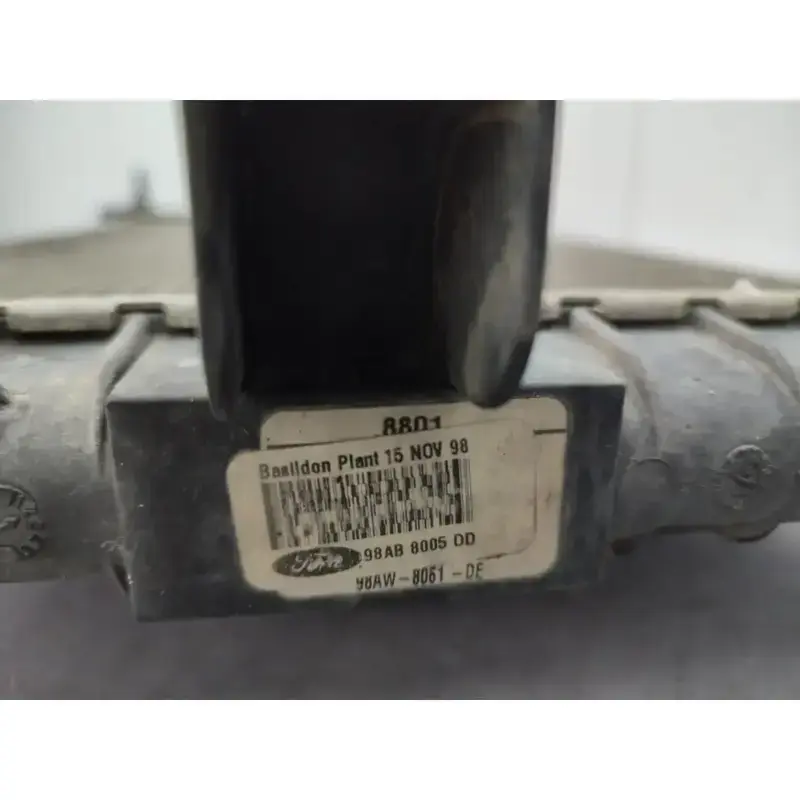 8801
Basildon Plant 15 NOV 98
98AB 8005 DD
Ford
98AW-8061-DE